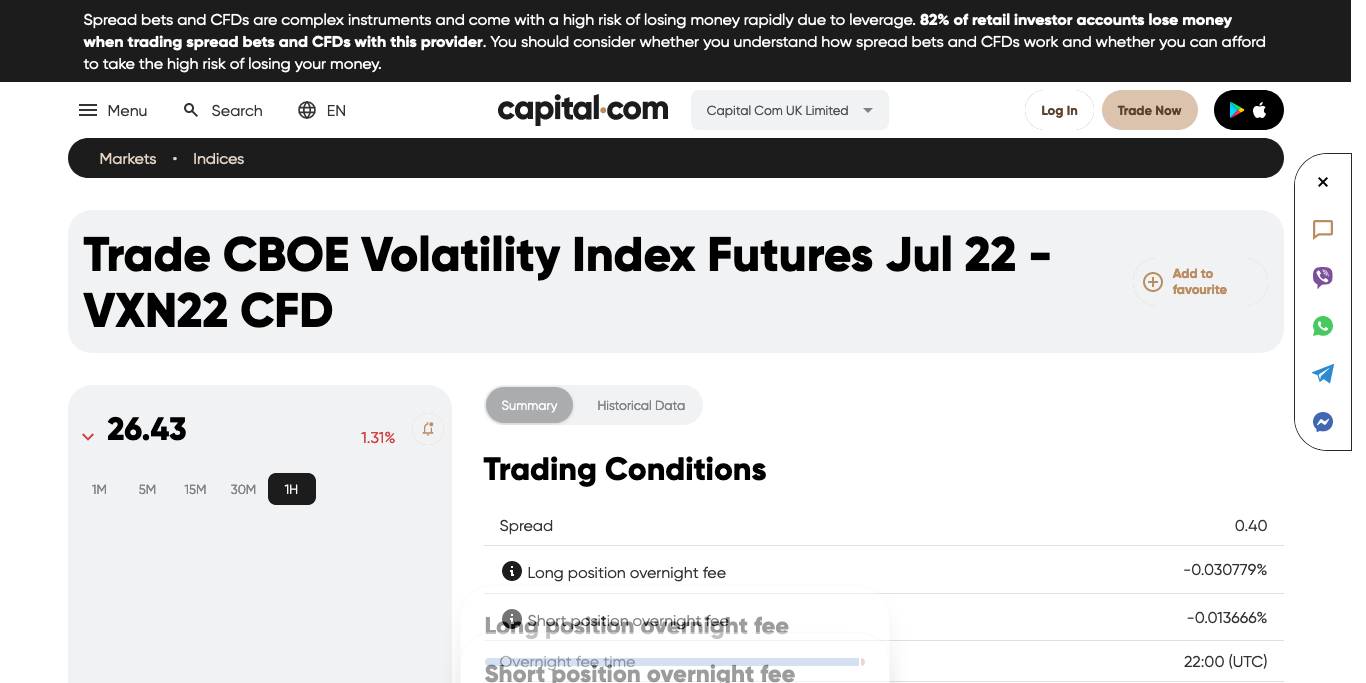 Spread bets and CFDs are complex instruments and come with a high risk of losing money rapidly due to leverage. 82% of retail investor accounts lose money
when trading spread bets and CFDs with this provider. You should consider whether you understand how spread bets and CFDs work and whether you can afford
to take the high risk of losing your money.
Menu Search EN capital.com Capital Com UK Limited Log In Trade Now
Markets • Indices
Trade CBOE Volatility Index Futures Jul 22 -
VXN22 CFD
Add to
favourite
26.43 1.31%
1M 5M 15M 30M 1H
Summary Historical Data
Trading Conditions
Spread 0.40
Long position overnight fee -0.030779%
Short position overnight fee -0.013666%
Long position overnight fee
Overnight fee time 22:00 (UTC)
Short position overnight fee